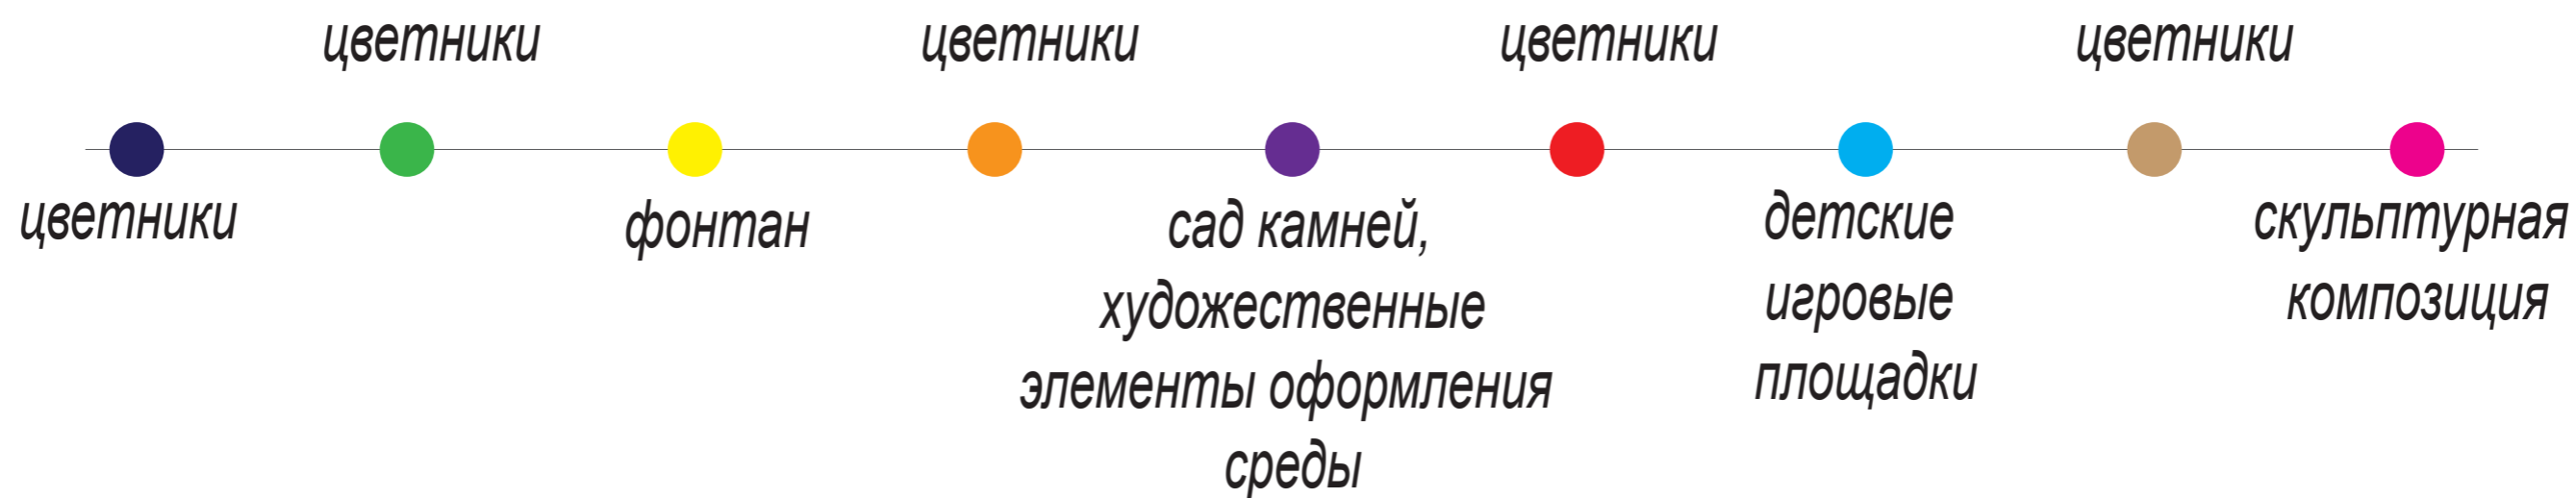 цветники
цветники
цветники
цветники
цветники
фонтан
сад камней,
художественные
элементы оформления
среды
детские
игровые
площадки
скульптурная
композиция